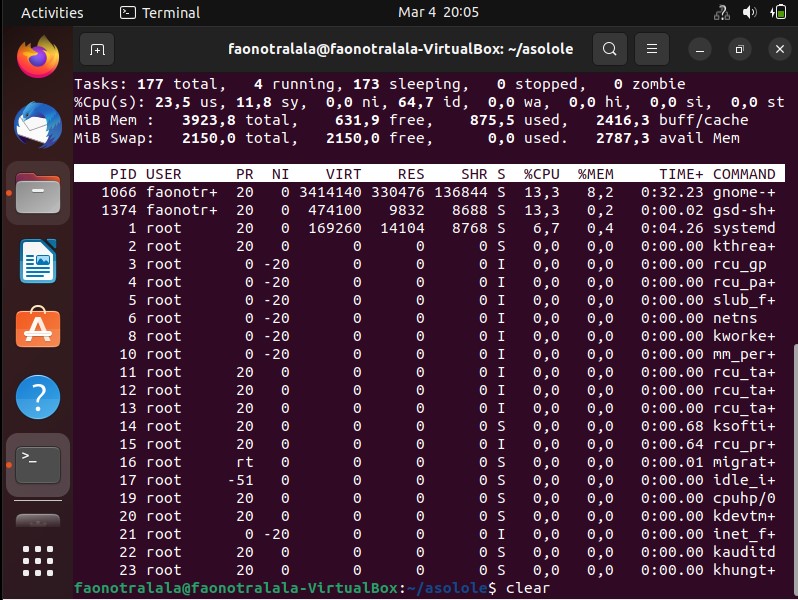 Activities Terminal Mar 4 20:05
faonotralala@faonotralala-VirtualBox: ~/asolole
Tasks: 177 total, 4 running, 173 sleeping, 0 stopped, 0 zombie
%Cpu(s): 23,5 us, 11,8 sy, 0,0 ni, 64,7 id, 0,0 wa, 0,0 hi, 0,0 si, 0,0 st
MiB Mem : 3923,8 total, 631,9 free, 875,5 used, 2416,3 buff/cache
MiB Swap: 2150,0 total, 2150,0 free, 0,0 used. 2787,3 avail Mem
PID USER PR NI VIRT RES SHR S %CPU %MEM TIME+ COMMAND
1066 faonotr+ 20 0 3414140 330476 136844 S 13,3 8,2 0:32.23 gnome-+
1374 faonotr+ 20 0 474100 9832 8688 S 13,3 0,2 0:00.02 gsd-sh+
1 root 20 0 169260 14104 8768 S 6,7 0,4 0:04.26 systemd
2 root 20 0 0 0 0 S 0,0 0,0 0:00.00 kthrea+
3 root 0 -20 0 0 0 I 0,0 0,0 0:00.00 rcu_gp
4 root 0 -20 0 0 0 I 0,0 0,0 0:00.00 rcu_pa+
5 root 0 -20 0 0 0 I 0,0 0,0 0:00.00 slub_f+
6 root 0 -20 0 0 0 I 0,0 0,0 0:00.00 netns
8 root 0 -20 0 0 0 I 0,0 0,0 0:00.00 kworke+
10 root 0 -20 0 0 0 I 0,0 0,0 0:00.00 mm_per+
11 root 20 0 0 0 0 I 0,0 0,0 0:00.00 rcu_ta+
12 root 20 0 0 0 0 I 0,0 0,0 0:00.00 rcu_ta+
13 root 20 0 0 0 0 I 0,0 0,0 0:00.00 rcu_ta+
14 root 20 0 0 0 0 S 0,0 0,0 0:00.68 ksofti+
15 root 20 0 0 0 0 I 0,0 0,0 0:00.64 rcu_pr+
16 root rt 0 0 0 0 S 0,0 0,0 0:00.01 migrat+
17 root -51 0 0 0 0 S 0,0 0,0 0:00.00 idle_i+
19 root 20 0 0 0 0 S 0,0 0,0 0:00.00 cpuhp/0
20 root 20 0 0 0 0 S 0,0 0,0 0:00.00 kdevtm+
21 root 0 -20 0 0 0 I 0,0 0,0 0:00.00 inet_f+
22 root 20 0 0 0 0 S 0,0 0,0 0:00.00 kauditd
23 root 20 0 0 0 0 S 0,0 0,0 0:00.00 khungt+
faonotralala@faonotralala-VirtualBox:~/asolole$ clear